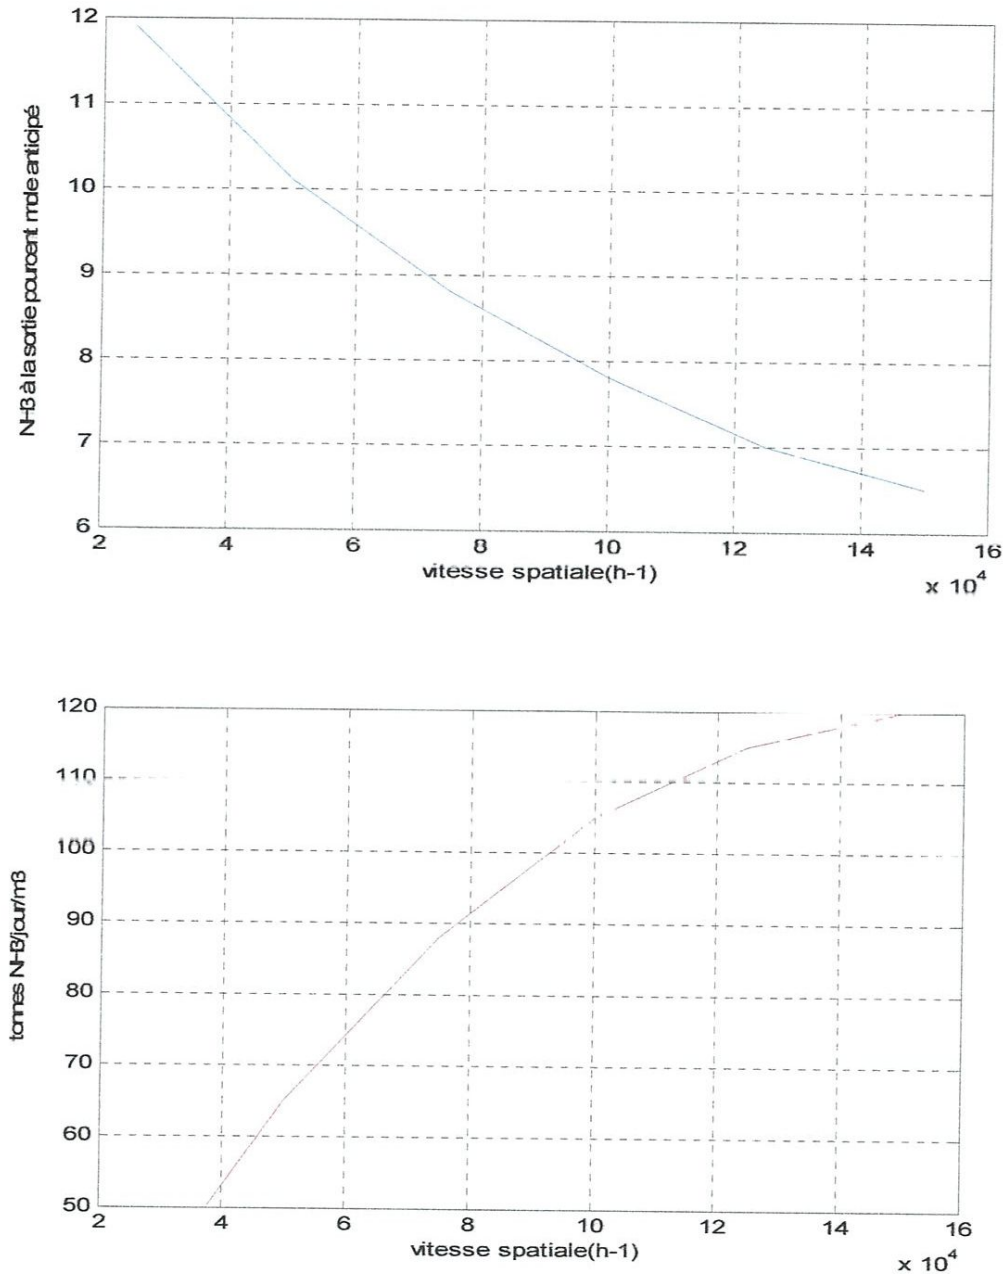 12
11
10
9
8
7
6
NH3 à la sortie pourcent mole anticipé
2 4 6 8 10 12 14 16
vitesse spatiale(h-1)
x 10⁴
120
110
100
90
80
70
60
50
tonnes NH3/jour/m3
2 4 6 8 10 12 14 16
vitesse spatiale(h-1)
x 10⁴